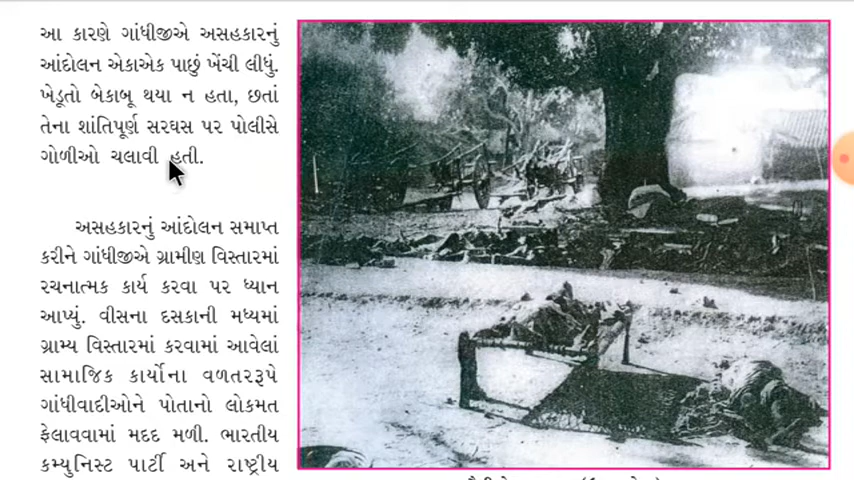 આ કારણે ગાંધીજીએ અસહકારનું
આંદોલન એકાએક પાછું ખેંચી લીધું.
ખેડૂતો બેકાબૂ થયા ન હતા, છતાં
તેના શાંતિપૂર્ણ સરઘસ પર પોલીસે
ગોળીઓ ચલાવી હતી.
અસહકારનું આંદોલન સમાપ્ત
કરીને ગાંધીજીએ ગ્રામીણ વિસ્તારમાં
રચનાત્મક કાર્ય કરવા પર ધ્યાન
આપ્યું. વીસના દસકાની મધ્યમાં
ગ્રામ્ય વિસ્તારમાં કરવામાં આવેલાં
સામાજિક કાર્યોના વળતરરૂપે
ગાંધીવાદીઓને પોતાનો લોકમત
ફેલાવવામાં મદદ મળી. ભારતીય
કમ્યુનિસ્ટ પાર્ટી અને રાષ્ટ્રીય